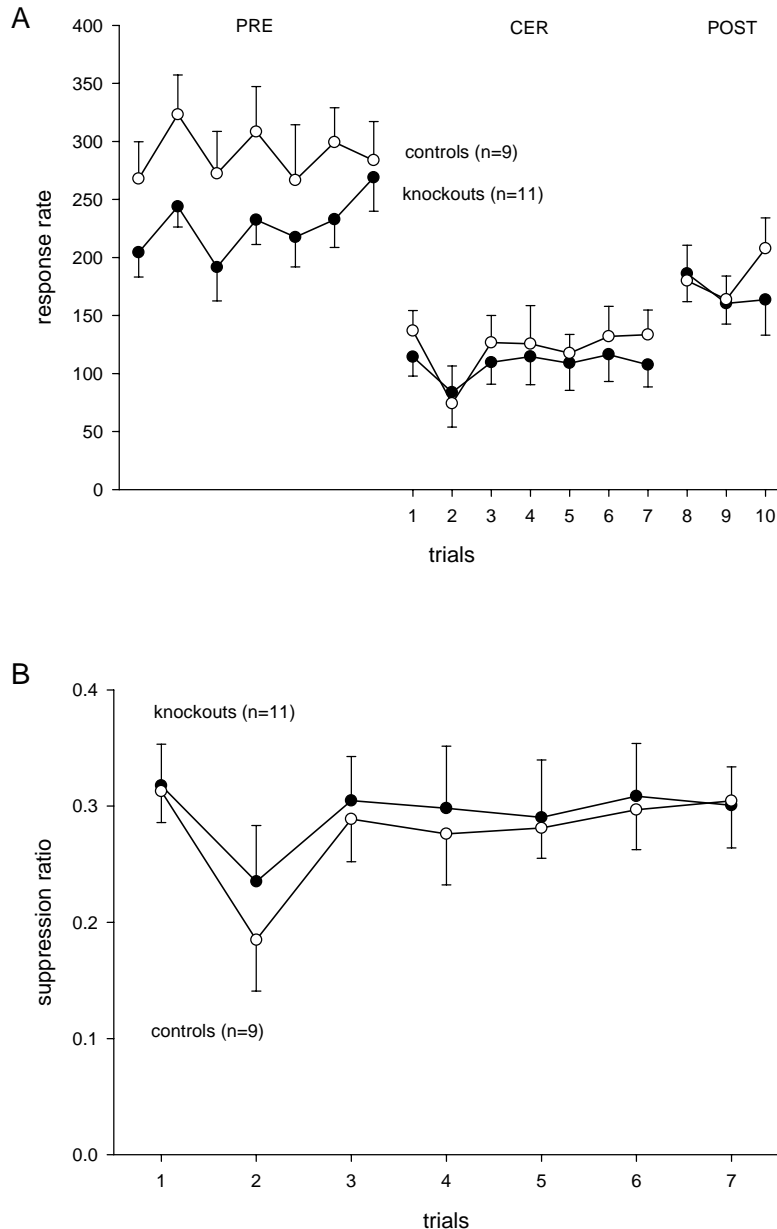 A
PRE CER POST
400
350
300
250
200
150
100
50
0
response rate
controls (n=9)
knockouts (n=11)
1 2 3 4 5 6 7 8 9 10
trials
B
0.4
0.3
0.2
0.1
0.0
suppression ratio
knockouts (n=11)
controls (n=9)
1 2 3 4 5 6 7
trials